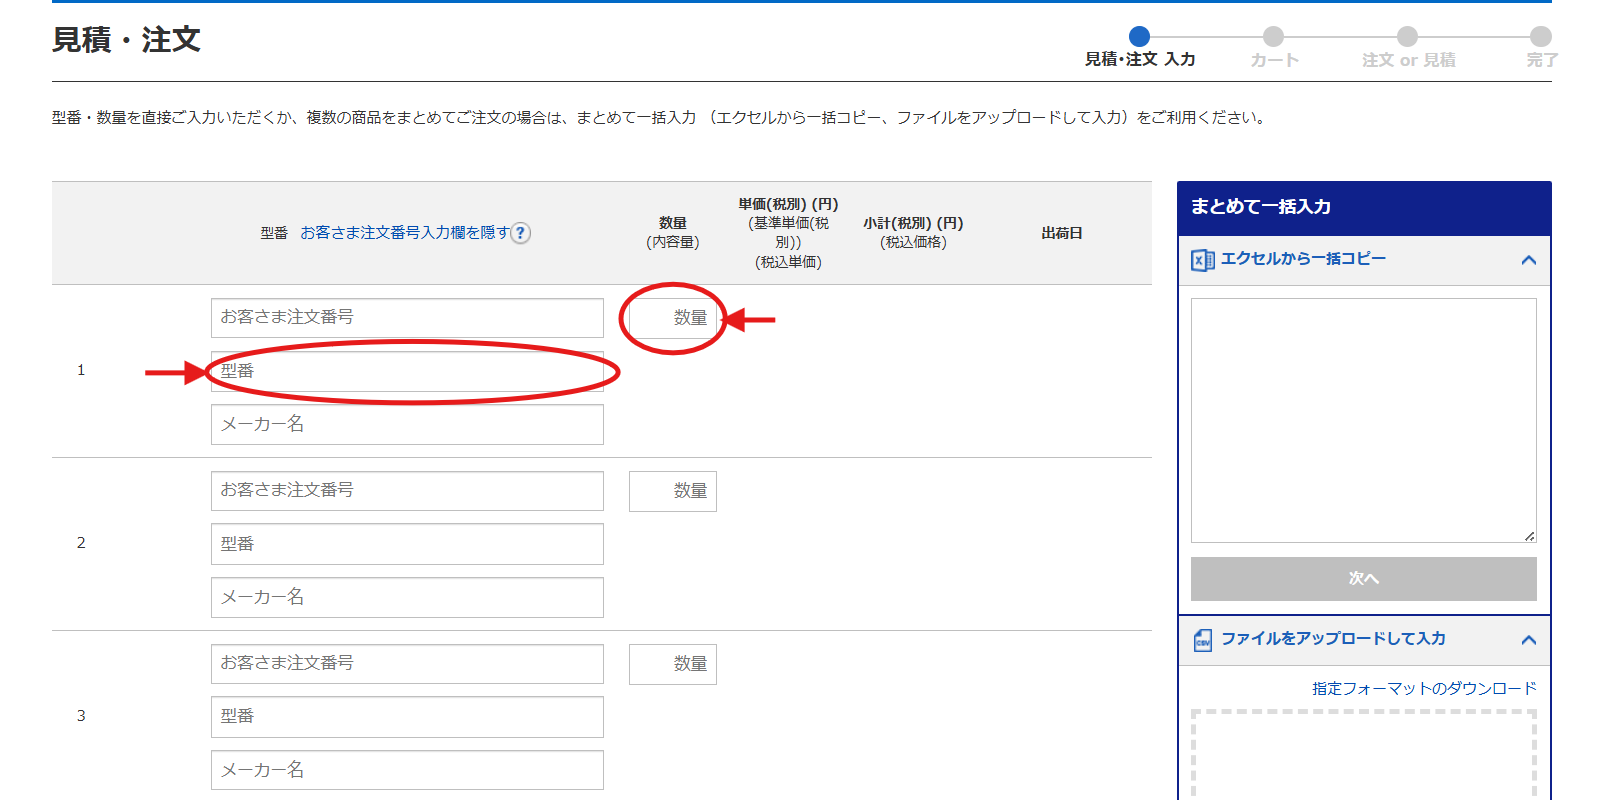 見積・注文
見積・注文 入力
カート
注文 or 見積
完了
型番・数量を直接ご入力いただくか、複数の商品をまとめてご注文の場合は、まとめて一括入力 （エクセルから一括コピー、ファイルをアップロードして入力）をご利用ください。
型番 お客さま注文番号入力欄を隠す ?
数量
(内容量)
単価(税別) (円)
(基準単価(税
別))
(税込単価)
小計(税別) (円)
(税込価格)
出荷日
1
お客さま注文番号
数量
型番
メーカー名
2
お客さま注文番号
数量
型番
メーカー名
3
お客さま注文番号
数量
型番
メーカー名
まとめて一括入力
エクセルから一括コピー
次へ
CSV ファイルをアップロードして入力
指定フォーマットのダウンロード